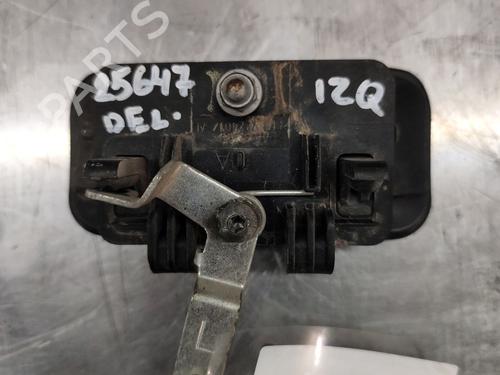 25647
DEL.
IZQ
B-PARTS